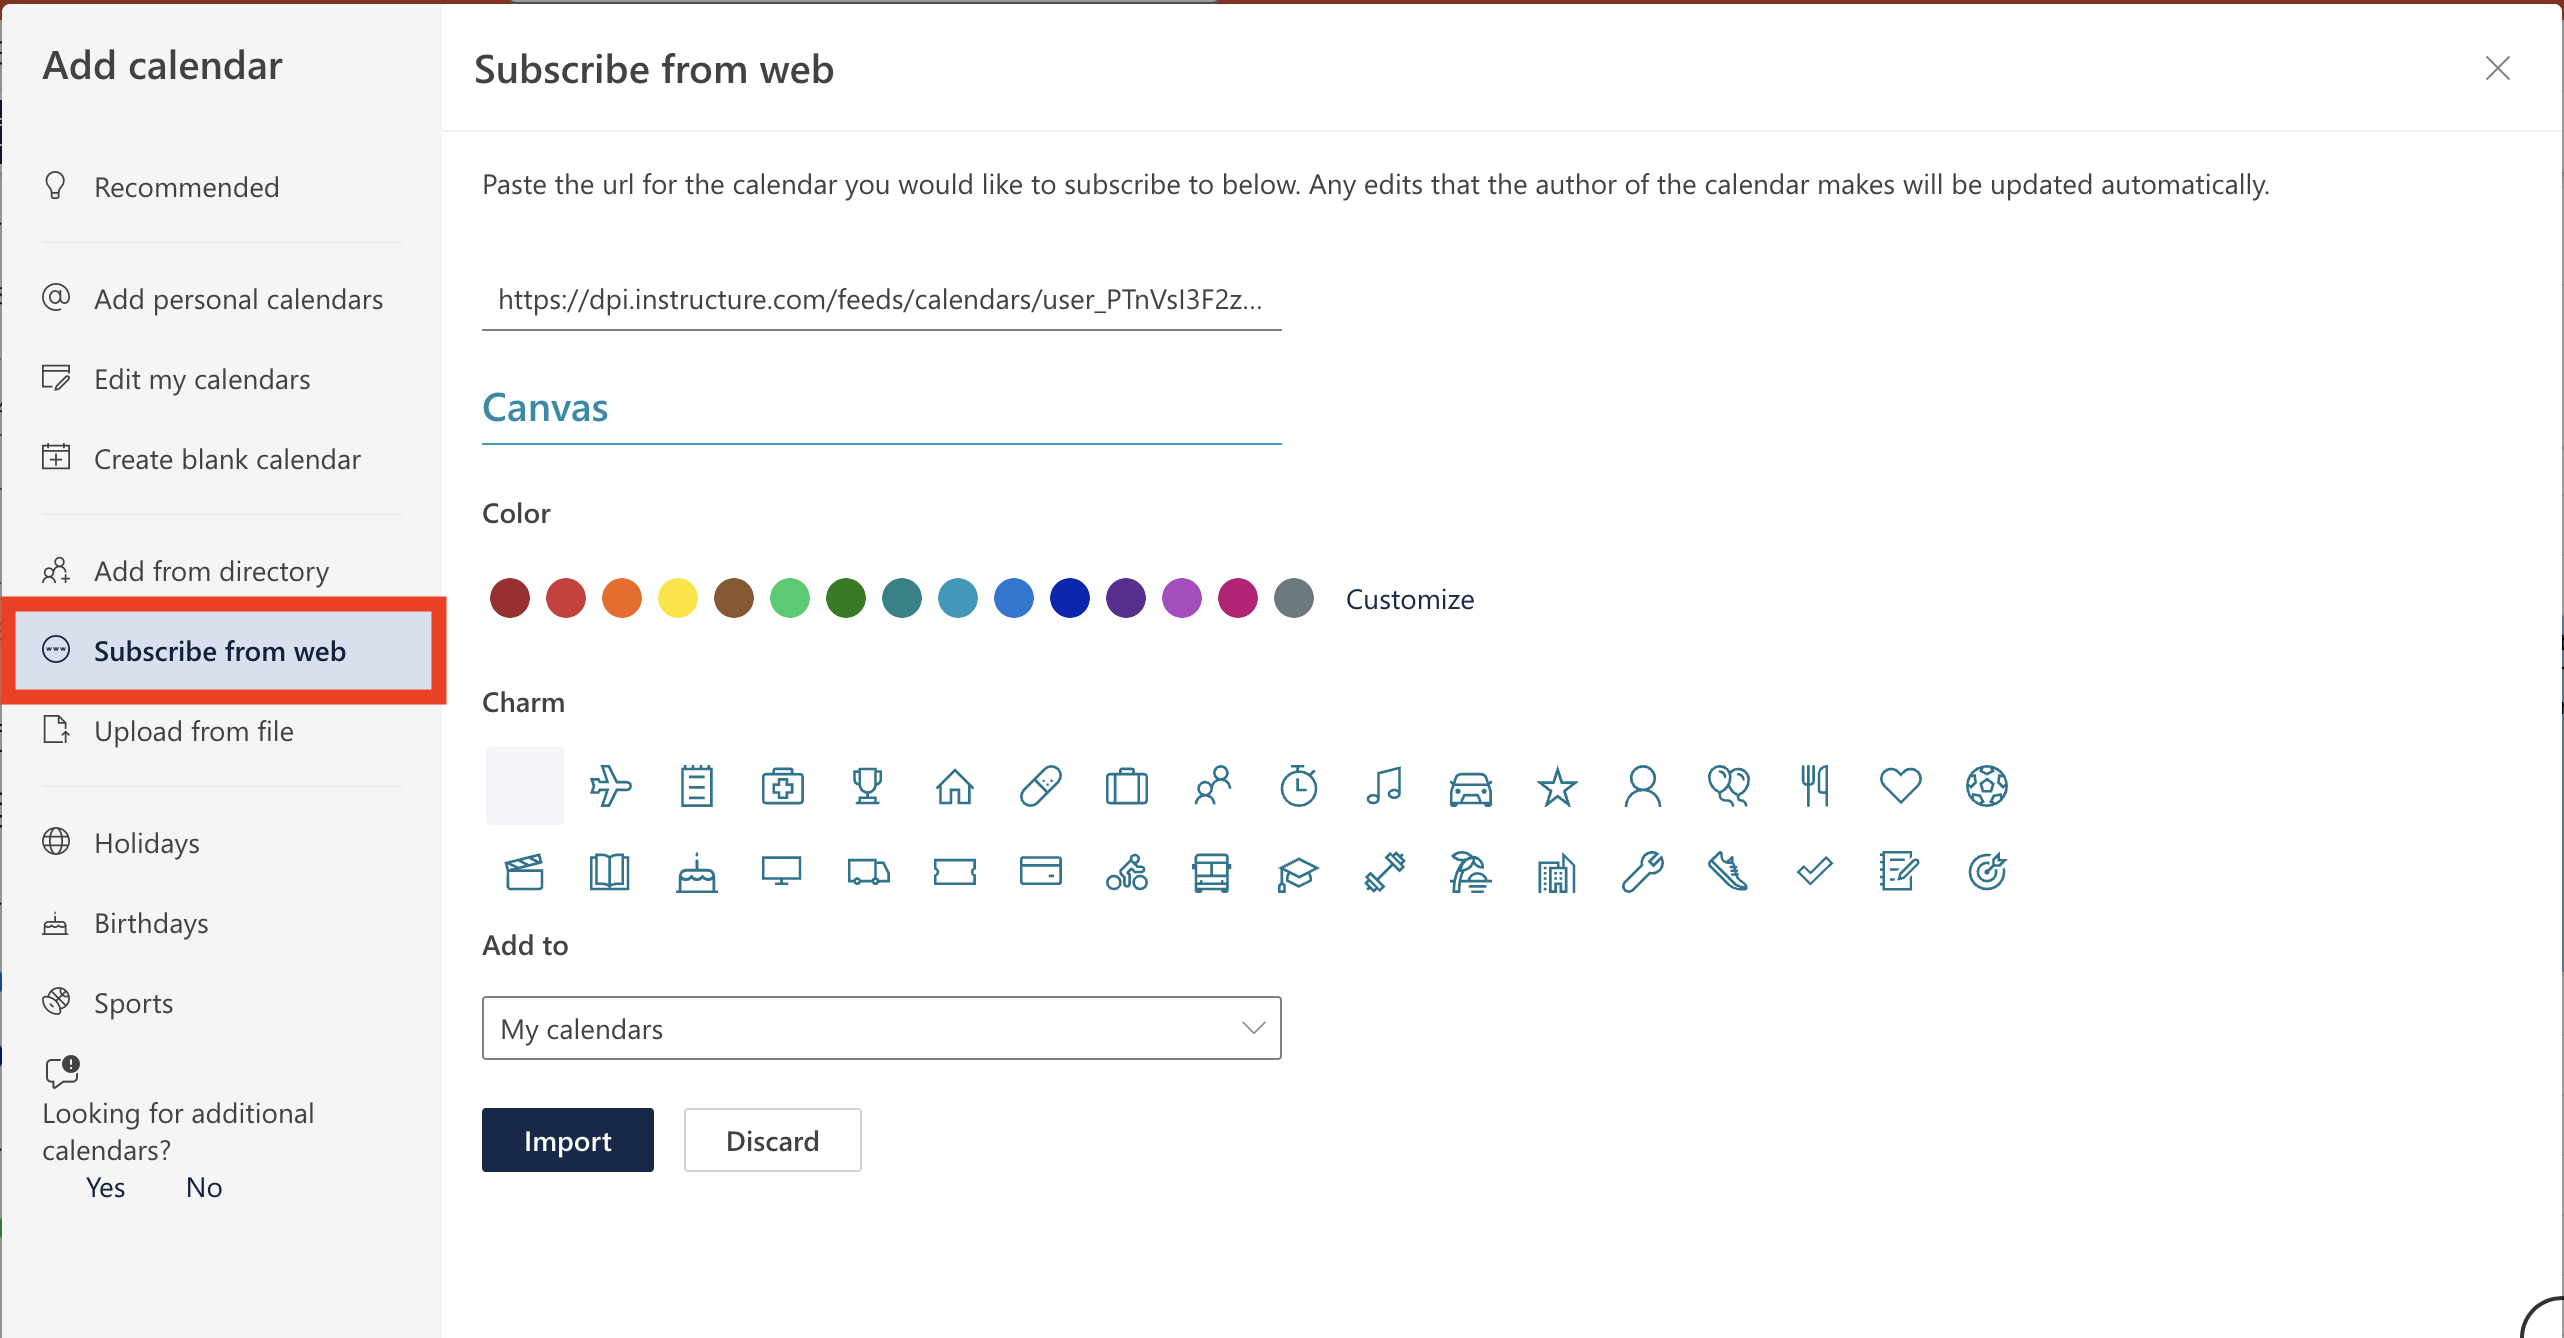 Add calendar
Recommended
Add personal calendars
Edit my calendars
Create blank calendar
Add from directory
Subscribe from web
Upload from file
Holidays
Birthdays
Sports
Looking for additional
calendars?
Yes No
Subscribe from web
Paste the url for the calendar you would like to subscribe to below. Any edits that the author of the calendar makes will be updated automatically.
https://dpi.instructure.com/feeds/calendars/user_PTnVsI3F2z...
Canvas
Color
Customize
Charm
Add to
My calendars
Import Discard